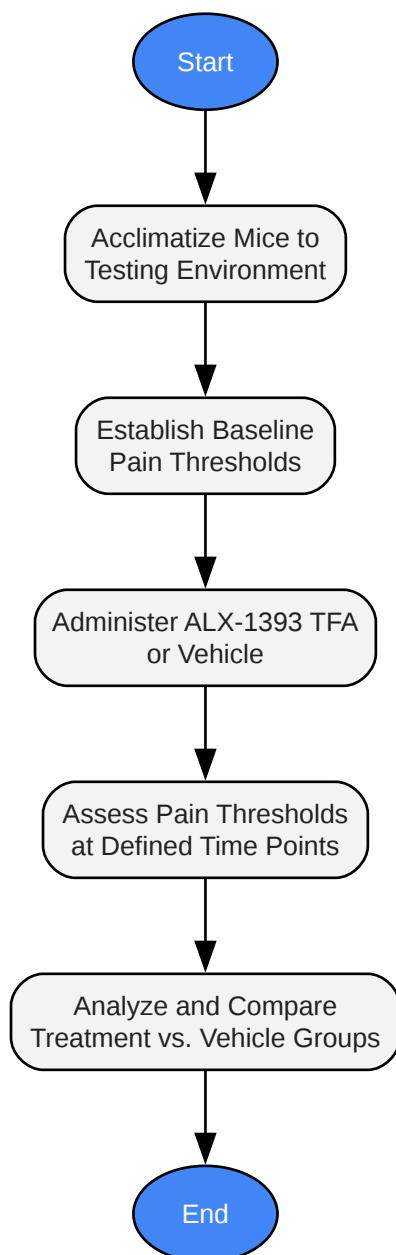 Start
Acclimatize Mice to
Testing Environment
Establish Baseline
Pain Thresholds
Administer ALX-1393 TFA
or Vehicle
Assess Pain Thresholds
at Defined Time Points
Analyze and Compare
Treatment vs. Vehicle Groups
End